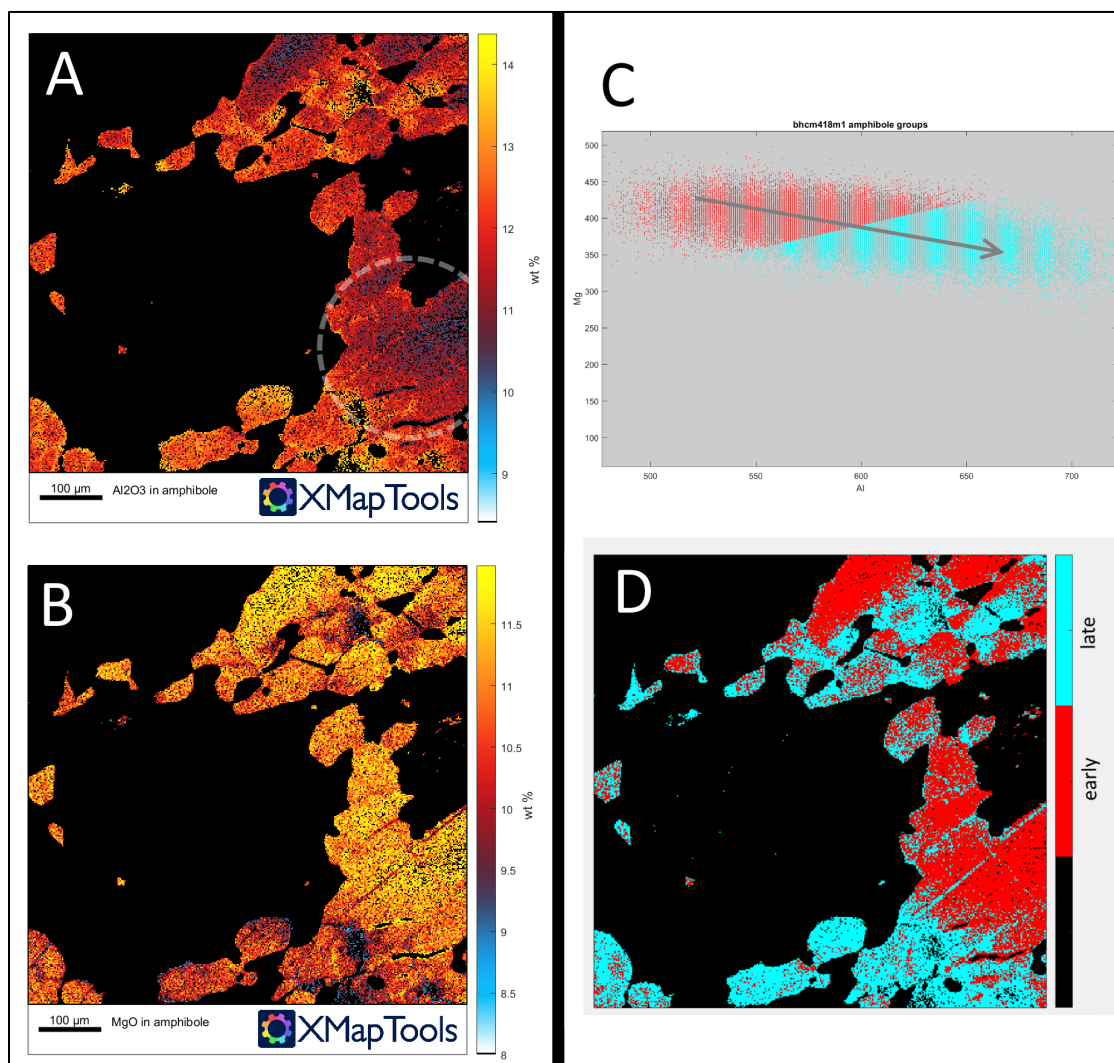 A
14
13
12
11
10
9
wt %
100 µm
Al2O3 in amphibole
XMapTools
B
11.5
11
10.5
10
9.5
9
8.5
8
wt %
100 µm
MgO in amphibole
XMapTools
C
bhcm418m1 amphibole groups
500
450
400
350
300
250
200
150
100
Mg
500 550 600 650 700
Al
D
late
early